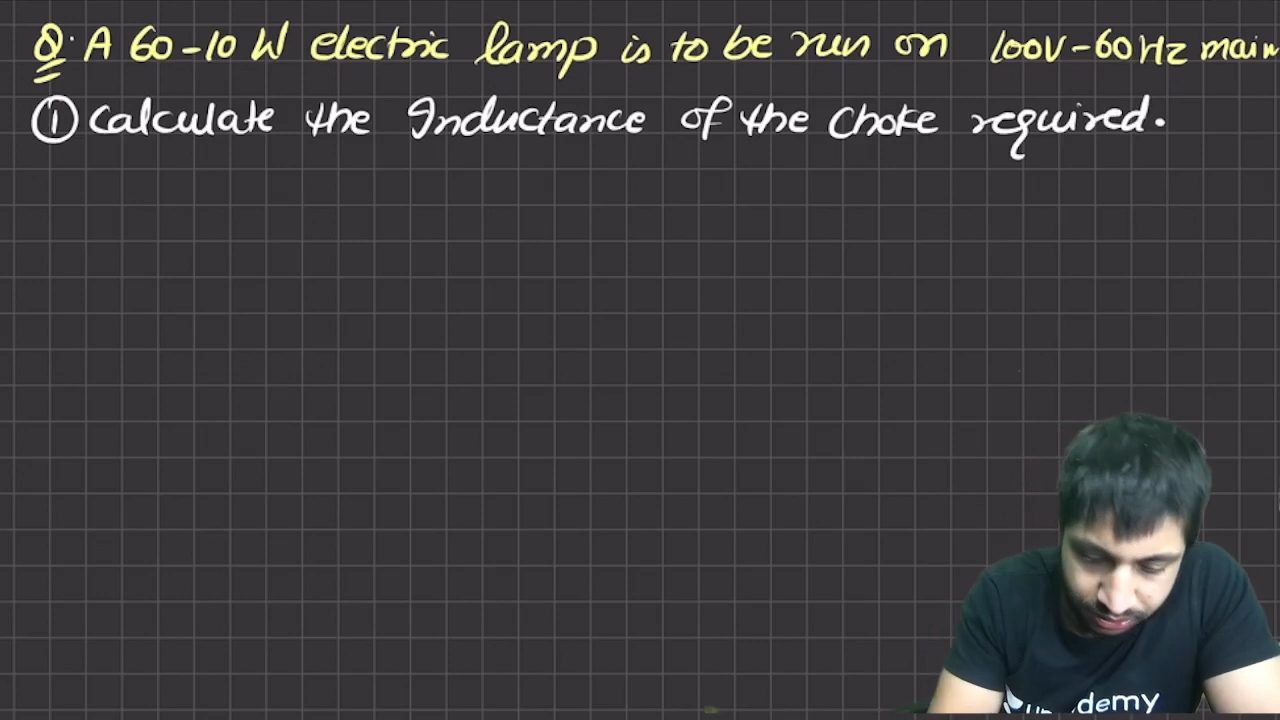 Q. A 60-10 W electric lamp is to be run on 100V-60Hz main
① Calculate the Inductance of the Choke required.